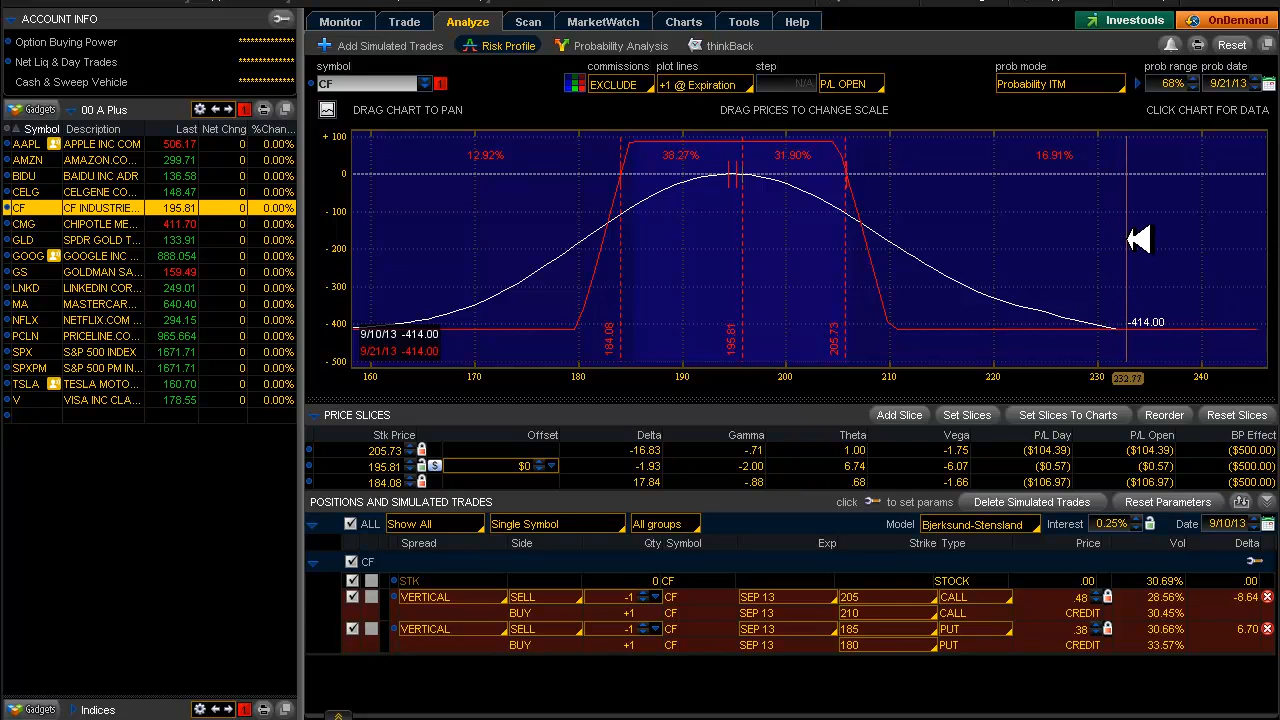 ACCOUNT INFO
Option Buying Power **************
Net Liq & Day Trades **************
Cash & Sweep Vehicle **************
Gadgets 00 A Plus 1
Symbol Description Last Net Chng %Chan...
AAPL APPLE INC COM 506.17 0 0.00%
AMZN AMAZON.CO... 299.71 0 0.00%
BIDU BAIDU INC ADR 136.58 0 0.00%
CELG CELGENE CO... 148.47 0 0.00%
CF CF INDUSTRIE... 195.81 0 0.00%
CMG CHIPOTLE ME... 411.70 0 0.00%
GLD SPDR GOLD T... 133.91 0 0.00%
GOOG GOOGLE INC ... 888.054 0 0.00%
GS GOLDMAN SA... 159.49 0 0.00%
LNKD LINKEDIN CO... 249.01 0 0.00%
MA MASTERCAR... 640.40 0 0.00%
NFLX NETFLIX.COM ... 294.15 0 0.00%
PCLN PRICELINE.CO... 965.664 0 0.00%
SPX S&P 500 INDEX 1671.71 0 0.00%
SPXPM S&P 500 PM IN... 1671.71 0 0.00%
TSLA TESLA MOTO... 160.70 0 0.00%
V VISA INC CLA... 178.55 0 0.00%
Gadgets Indices 1
Monitor Trade Analyze Scan MarketWatch Charts Tools Help Investools OnDemand
Add Simulated Trades Risk Profile Probability Analysis thinkBack Reset
symbol commissions plot lines step prob mode prob range prob date
CF 1 EXCLUDE +1 @ Expiration N/A P/L OPEN Probability ITM 68% 9/21/13
DRAG CHART TO PAN DRAG PRICES TO CHANGE SCALE CLICK CHART FOR DATA
+ 100
12.92% 38.27% 31.90% 16.91%
0
- 100
- 200
- 300
- 400
- 500
-414.00
9/10/13 -414.00
9/21/13 -414.00
184.08 195.81 205.73
160 170 180 190 200 210 220 230 232.77 240
PRICE SLICES Add Slice Set Slices Set Slices To Charts Reorder Reset Slices
Stk Price Offset Delta Gamma Theta Vega P/L Day P/L Open BP Effect
205.73 -16.83 -.71 1.00 -1.75 ($104.39) ($104.39) ($500.00)
195.81 $ $0 -1.93 -2.00 6.74 -6.07 ($0.57) ($0.57) ($500.00)
184.08 17.84 -.88 .68 -1.66 ($106.97) ($106.97) ($500.00)
POSITIONS AND SIMULATED TRADES click to set params Delete Simulated Trades Reset Parameters
ALL Show All Single Symbol All groups Model Bjerksund-Stensland Interest 0.25% Date 9/10/13
Spread Side Qty Symbol Exp Strike Type Price Vol Delta
CF
STK 0 CF STOCK .00 30.69% .00
VERTICAL SELL -1 CF SEP 13 205 CALL .48 28.56% -8.64
BUY +1 CF SEP 13 210 CALL CREDIT 30.45%
VERTICAL SELL -1 CF SEP 13 185 PUT .38 30.66% 6.70
BUY +1 CF SEP 13 180 PUT CREDIT 33.57%